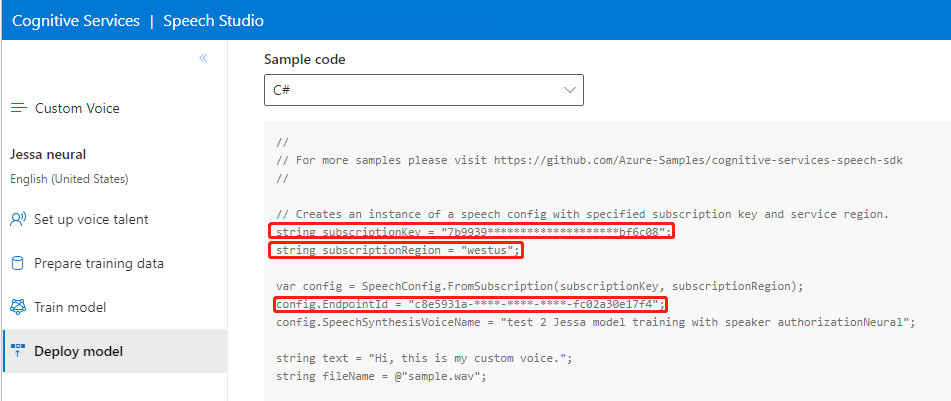 Cognitive Services | Speech Studio
Custom Voice
Jessa neural
English (United States)
Set up voice talent
Prepare training data
Train model
Deploy model
Sample code
C#
//
// For more samples please visit https://github.com/Azure-Samples/cognitive-services-speech-sdk
//
// Creates an instance of a speech config with specified subscription key and service region.
string subscriptionKey = "7b9939********************bf6c08";
string subscriptionRegion = "westus";
var config = SpeechConfig.FromSubscription(subscriptionKey, subscriptionRegion);
config.EndpointId = "c8e5931a-****-****-****-fc02a30e17f4";
config.SpeechSynthesisVoiceName = "test 2 Jessa model training with speaker authorizationNeural";
string text = "Hi, this is my custom voice.";
string fileName = @"sample.wav";